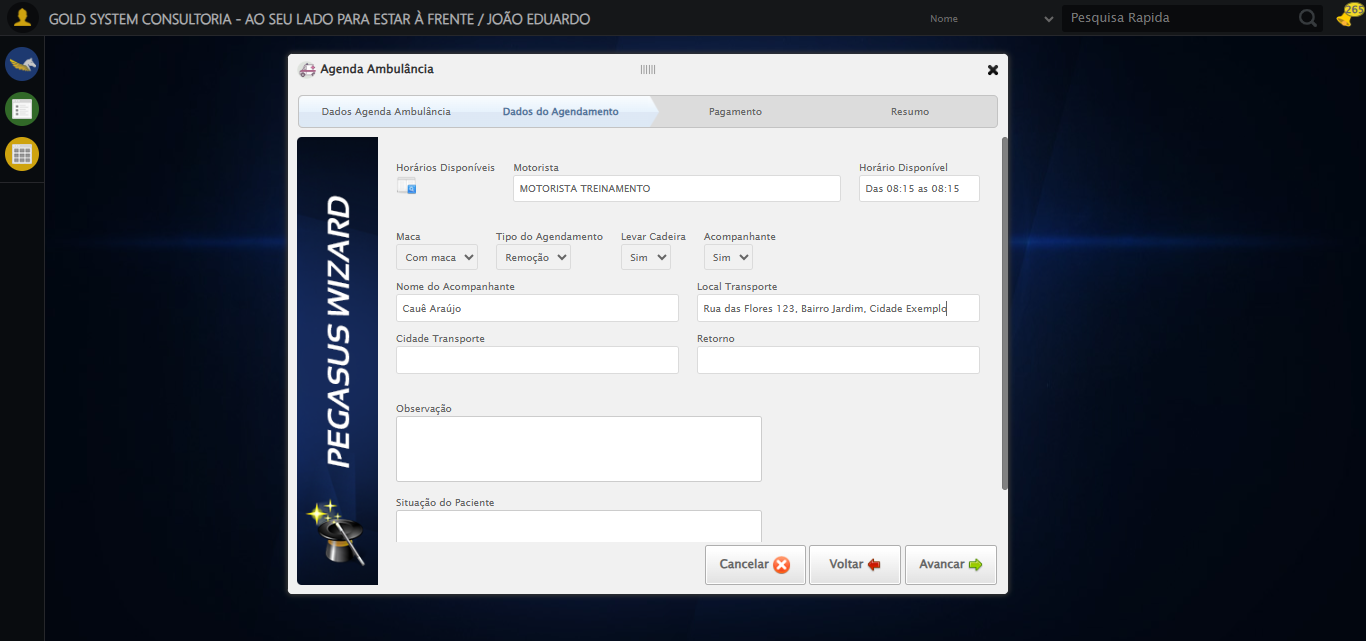 GOLD SYSTEM CONSULTORIA - AO SEU LADO PARA ESTAR À FRENTE / JOÃO EDUARDO
Nome
Pesquisa Rapida
265
Agenda Ambulância
Dados Agenda Ambulância
Dados do Agendamento
Pagamento
Resumo
PEGASUS WIZARD
Horários Disponíveis
Motorista
Horário Disponível
MOTORISTA TREINAMENTO
Das 08:15 as 08:15
Maca
Tipo do Agendamento
Levar Cadeira
Acompanhante
Com maca
Remoção
Sim
Sim
Nome do Acompanhante
Local Transporte
Cauê Araújo
Rua das Flores 123, Bairro Jardim, Cidade Exemplo
Cidade Transporte
Retorno
Observação
Situação do Paciente
Cancelar
Voltar
Avancar